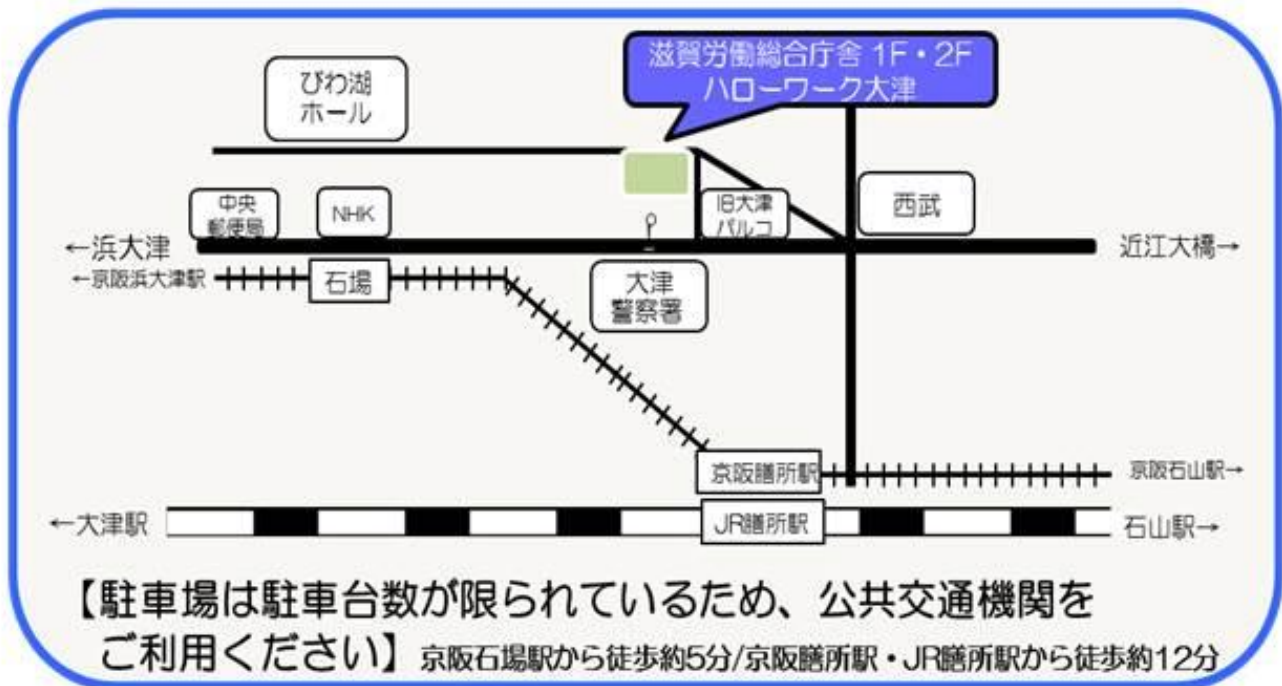 滋賀労働総合庁舎 1F・2F
ハローワーク大津
びわ湖
ホール
中央
郵便局
NHK
旧大津
パルコ
西武
←浜大津
近江大橋→
←京阪浜大津駅
石場
大津
警察署
京阪膳所駅
京阪石山駅→
←大津駅
JR膳所駅
石山駅→
【駐車場は駐車台数が限られているため、公共交通機関を
ご利用ください】京阪石場駅から徒歩約5分/京阪膳所駅・JR膳所駅から徒歩約12分